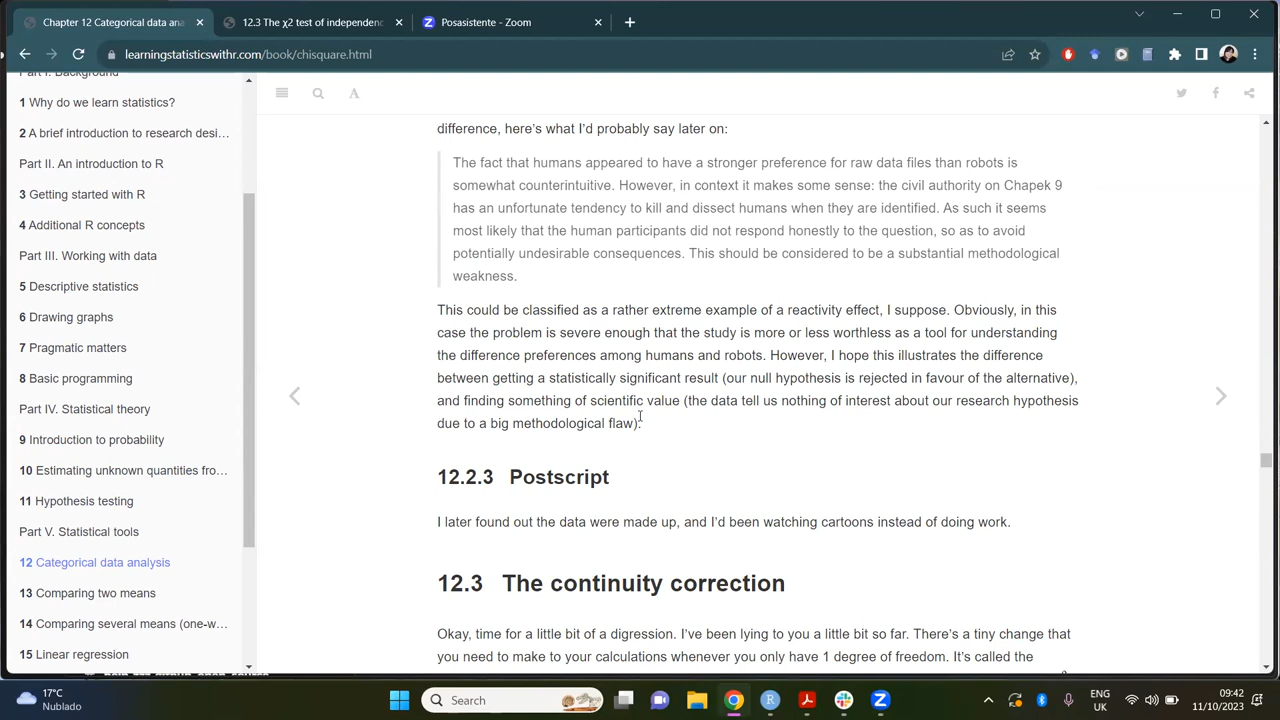 Chapter 12 Categorical data ana
12.3 The χ2 test of independenc
Posasistente - Zoom
learningstatisticswithr.com/book/chisquare.html
Part I. Background
1 Why do we learn statistics?
2 A brief introduction to research desi…
Part II. An introduction to R
3 Getting started with R
4 Additional R concepts
Part III. Working with data
5 Descriptive statistics
6 Drawing graphs
7 Pragmatic matters
8 Basic programming
Part IV. Statistical theory
9 Introduction to probability
10 Estimating unknown quantities fro…
11 Hypothesis testing
Part V. Statistical tools
12 Categorical data analysis
13 Comparing two means
14 Comparing several means (one-w…
15 Linear regression
A
difference, here's what I'd probably say later on:
The fact that humans appeared to have a stronger preference for raw data files than robots is
somewhat counterintuitive. However, in context it makes some sense: the civil authority on Chapek 9
has an unfortunate tendency to kill and dissect humans when they are identified. As such it seems
most likely that the human participants did not respond honestly to the question, so as to avoid
potentially undesirable consequences. This should be considered to be a substantial methodological
weakness.
This could be classified as a rather extreme example of a reactivity effect, I suppose. Obviously, in this
case the problem is severe enough that the study is more or less worthless as a tool for understanding
the difference preferences among humans and robots. However, I hope this illustrates the difference
between getting a statistically significant result (our null hypothesis is rejected in favour of the alternative),
and finding something of scientific value (the data tell us nothing of interest about our research hypothesis
due to a big methodological flaw).
12.2.3 Postscript
I later found out the data were made up, and I'd been watching cartoons instead of doing work.
12.3 The continuity correction
Okay, time for a little bit of a digression. I've been lying to you a little bit so far. There's a tiny change that
you need to make to your calculations whenever you only have 1 degree of freedom. It's called the
17°C
Nublado
Search
ENG
UK
09:42
11/10/2023